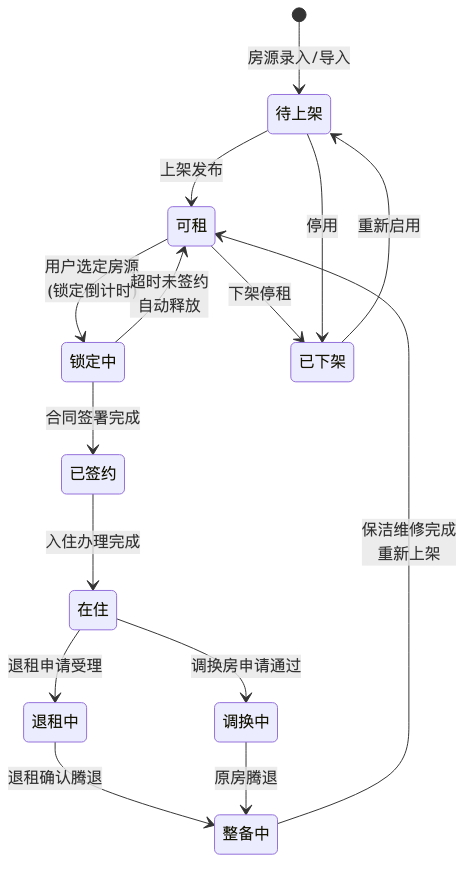 房源录入/导入
待上架
上架发布
停用
重新启用
可租
用户选定房源
(锁定倒计时)
超时未签约
自动释放
下架停租
锁定中
已下架
合同签署完成
已签约
保洁维修完成
重新上架
入住办理完成
在住
退租申请受理
调换房申请通过
退租中
调换中
退租确认腾退
原房腾退
整备中